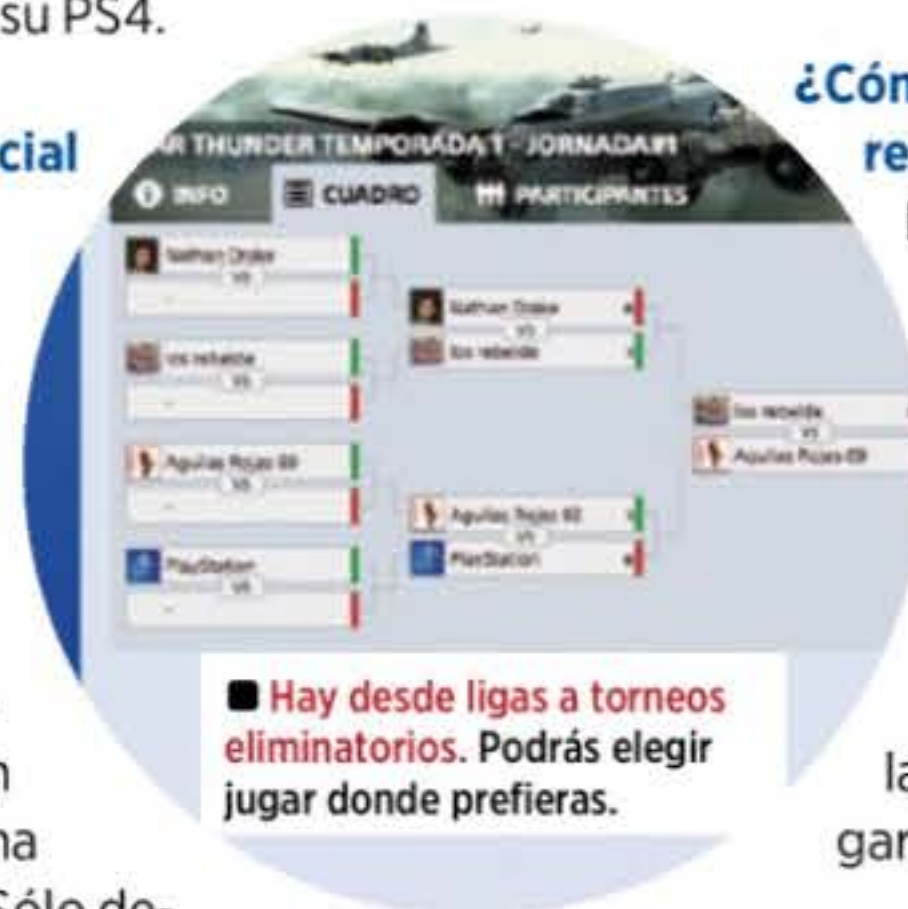 su PS4.
cial
¿Cóm
re
AR THUNDER TEMPORADA 1 - JORNADA#1
INFO
CUADRO
PARTICIPANTES
Nathan Drake
VS
-
los rebelde
VS
-
Aguilas Rojas 69
VS
-
PlayStation
VS
-
Nathan Drake
VS
los rebelde
Aguilas Rojas 69
VS
PlayStation
los rebelde
VS
Aguilas Rojas 69
■ Hay desde ligas a torneos
eliminatorios. Podrás elegir
jugar donde prefieras.
la
gar
na
Sólo de-